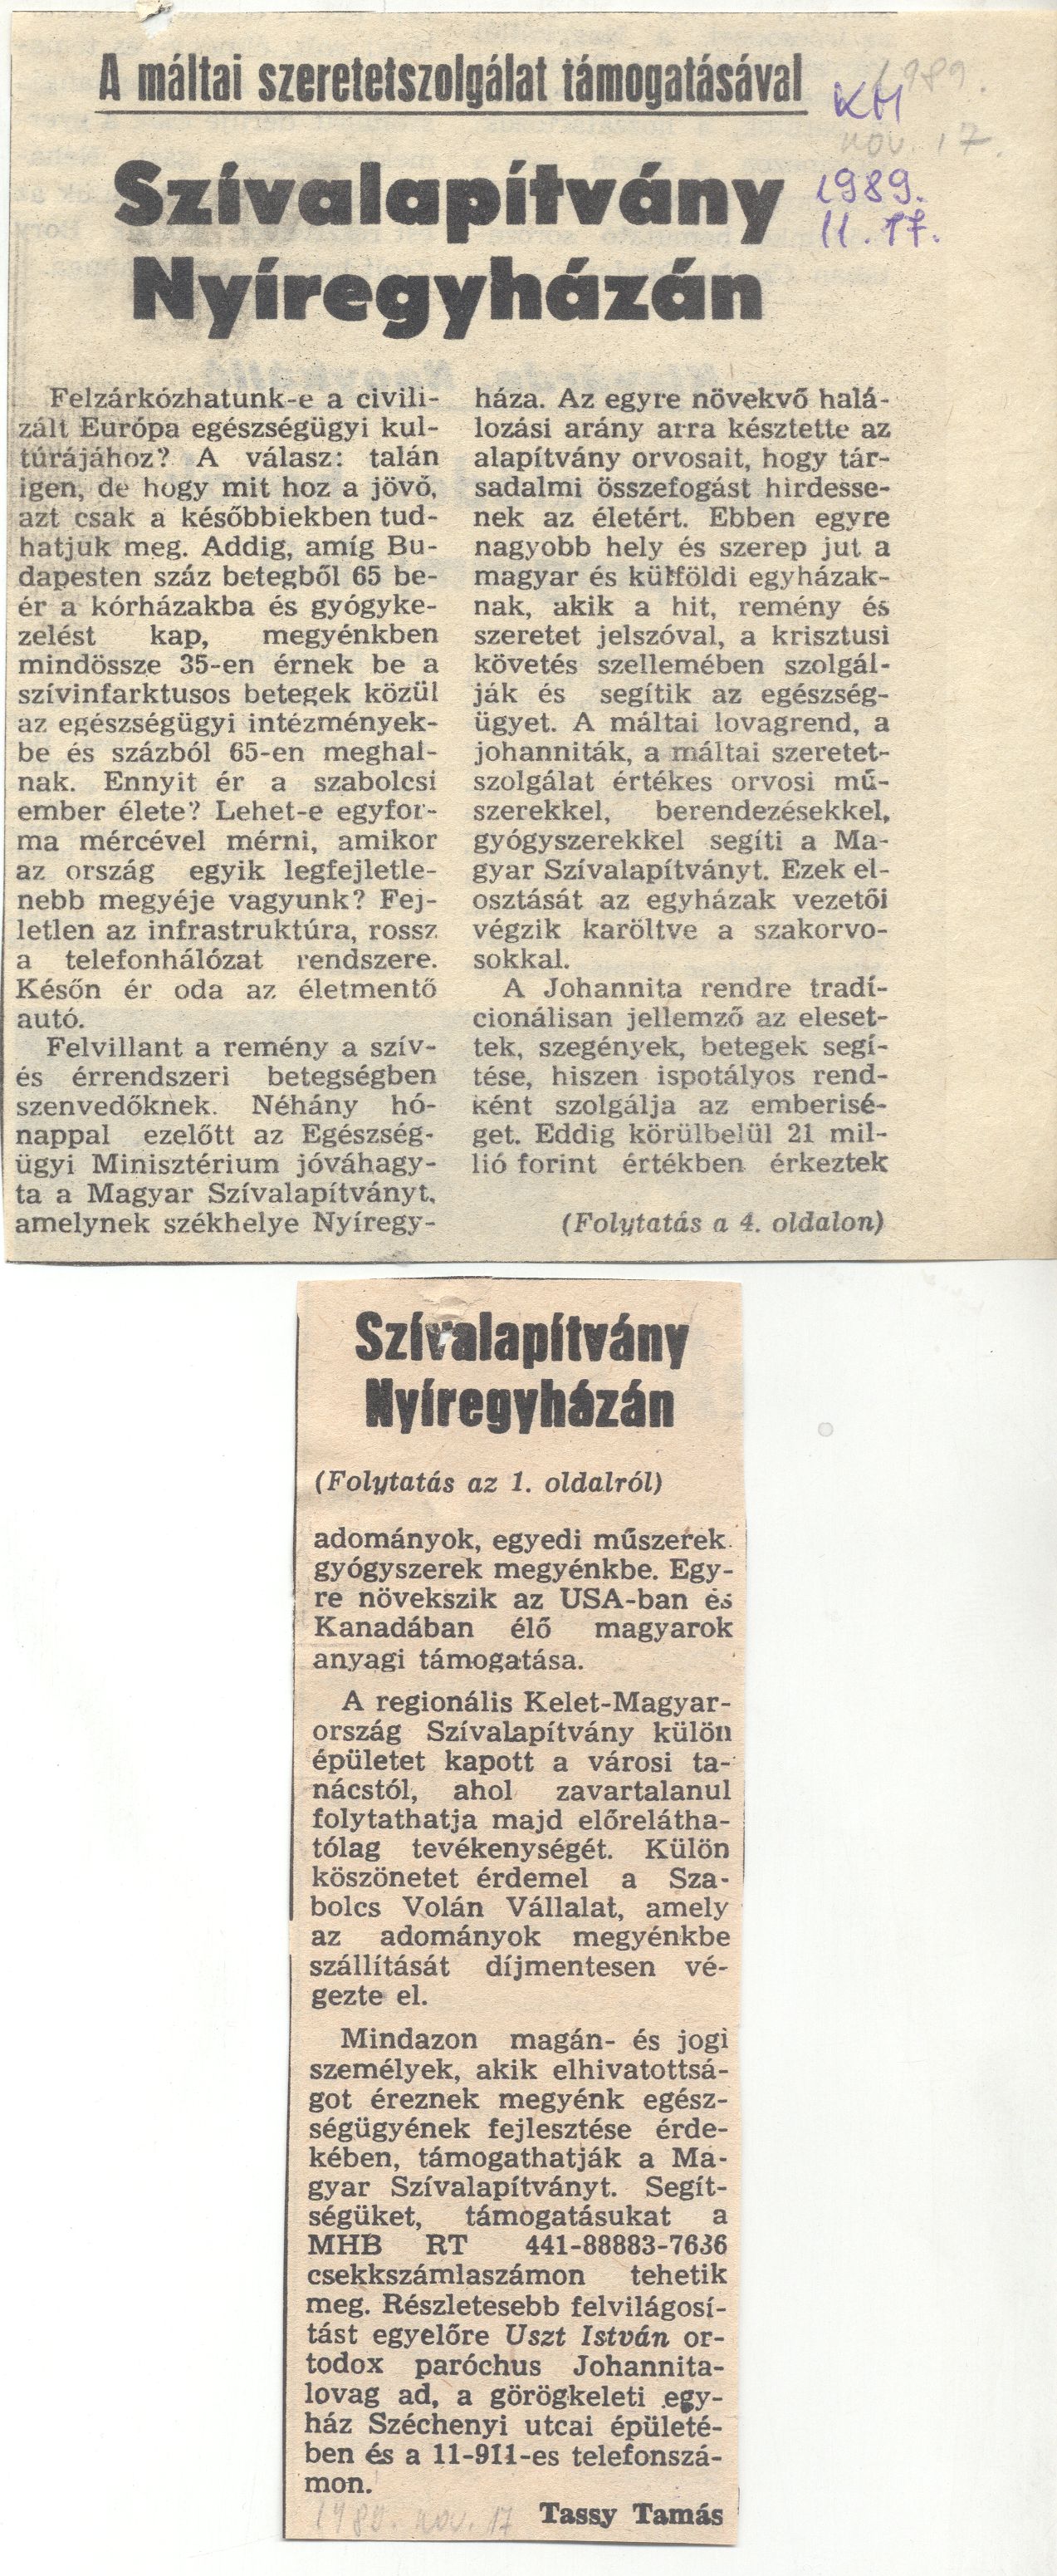 A máltai szeretetszolgálat támogatásával
1989.
nov. 17.
KM
1989.
11. 17.
Szívalapítvány
Nyíregyházán
Felzárkózhatunk-e a civili-
zált Európa egészségügyi kul-
túrájához? A válasz: talán
igen, de hogy mit hoz a jövő,
azt csak a későbbiekben tud-
hatjuk meg. Addig, amíg Bu-
dapesten száz betegből 65 be-
ér a kórházakba és gyógyke-
zelést kap, megyénkben
mindössze 35-en érnek be a
szívinfarktusos betegek közül
az egészségügyi intézmények-
be és százból 65-en meghal-
nak. Ennyit ér a szabolcsi
ember élete? Lehet-e egyfor-
ma mércével mérni, amikor
az ország egyik legfejletle-
nebb megyéje vagyunk? Fej-
letlen az infrastruktúra, rossz
a telefonhálózat rendszere.
Későn ér oda az életmentő
autó.
Felvillant a remény a szív-
és érrendszeri betegségben
szenvedőknek. Néhány hó-
nappal ezelőtt az Egészség-
ügyi Minisztérium jóváhagy-
ta a Magyar Szívalapítványt,
amelynek székhelye Nyíregy-
háza. Az egyre növekvő halá-
lozási arány arra késztette az
alapítvány orvosait, hogy tár-
sadalmi összefogást hirdesse-
nek az életért. Ebben egyre
nagyobb hely és szerep jut a
magyar és külföldi egyházak-
nak, akik a hit, remény és
szeretet jelszóval, a krisztusi
követés szellemében szolgál-
ják és segítik az egészség-
ügyet. A máltai lovagrend, a
johanniták, a máltai szeretet-
szolgálat értékes orvosi mű-
szerekkel, berendezésekkel,
gyógyszerekkel segíti a Ma-
gyar Szívalapítványt. Ezek el-
osztását az egyházak vezetői
végzik karöltve a szakorvo-
sokkal.
A Johannita rendre tradí-
cionálisan jellemző az eleset-
tek, szegények, betegek segí-
tése, hiszen ispotályos rend-
ként szolgálja az emberisé-
get. Eddig körülbelül 21 mil-
lió forint értékben érkeztek
(Folytatás a 4. oldalon)
Szívalapítvány
Nyíregyházán
(Folytatás az 1. oldalról)
adományok, egyedi műszerek
gyógyszerek megyénkbe. Egy-
re növekszik az USA-ban és
Kanadában élő magyarok
anyagi támogatása.
A regionális Kelet-Magyar-
ország Szívalapítvány külön
épületet kapott a városi ta-
nácstól, ahol zavartalanul
folytathatja majd előrelátha-
tólag tevékenységét. Külön
köszönetet érdemel a Sza-
bolcs Volán Vállalat, amely
az adományok megyénkbe
szállítását díjmentesen vé-
gezte el.
Mindazon magán- és jogi
személyek, akik elhivatottsá-
got éreznek megyénk egész-
ségügyének fejlesztése érde-
kében, támogathatják a Ma-
gyar Szívalapítványt. Segít-
ségüket, támogatásukat a
MHB RT 441-88883-7636
csekkszámlaszámon tehetik
meg. Részletesebb felvilágosí-
tást egyelőre Uszt István or-
todox paróchus Johannita-
lovag ad, a görögkeleti egy-
ház Széchenyi utcai épületé-
ben és a 11-911-es telefonszá-
mon.
Tassy Tamás
1989. nov. 17